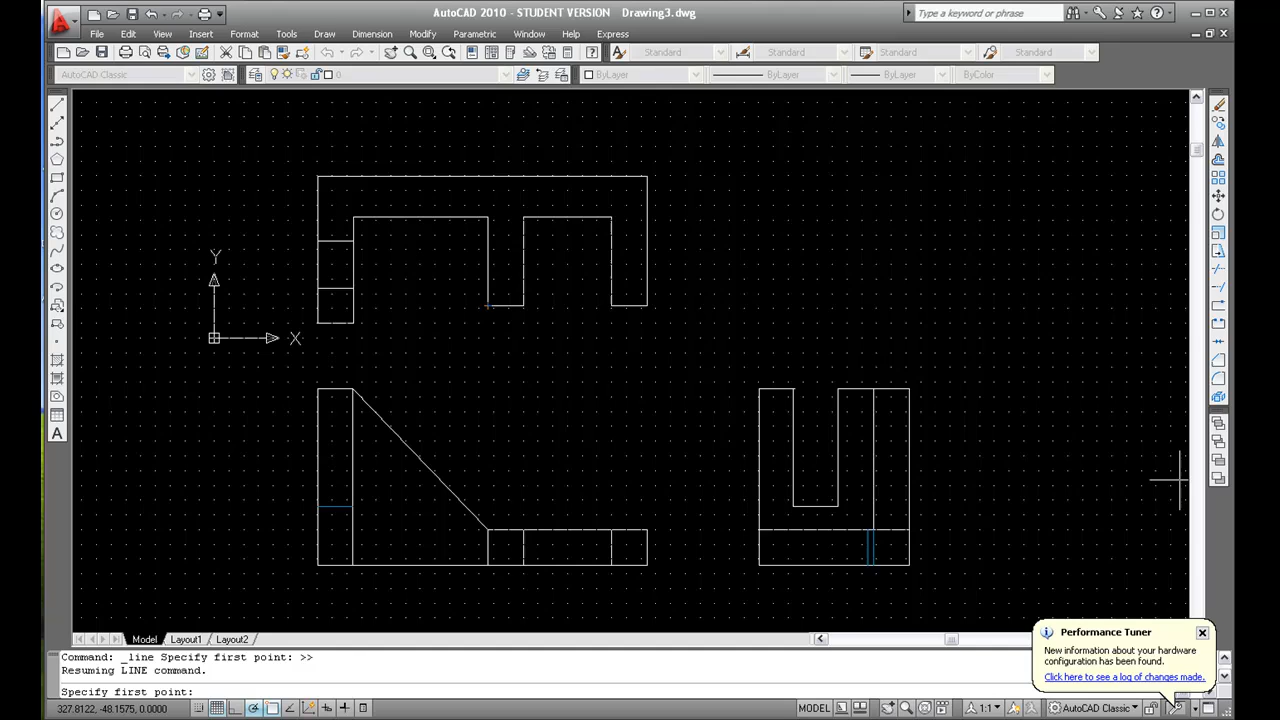 AutoCAD 2010 - STUDENT VERSION Drawing3.dwg
Type a keyword or phrase
File Edit View Insert Format Tools Draw Dimension Modify Parametric Window Help Express
Standard Standard Standard Standard
AutoCAD Classic 0 ByLayer ByLayer ByLayer ByColor
Y
X
A
Model Layout1 Layout2
Performance Tuner
New information about your hardware
configuration has been found.
Click here to see a log of changes made.
Command: _line Specify first point: >>
Resuming LINE command.
Specify first point:
327.8122, -48.1575, 0.0000 MODEL 1:1 AutoCAD Classic